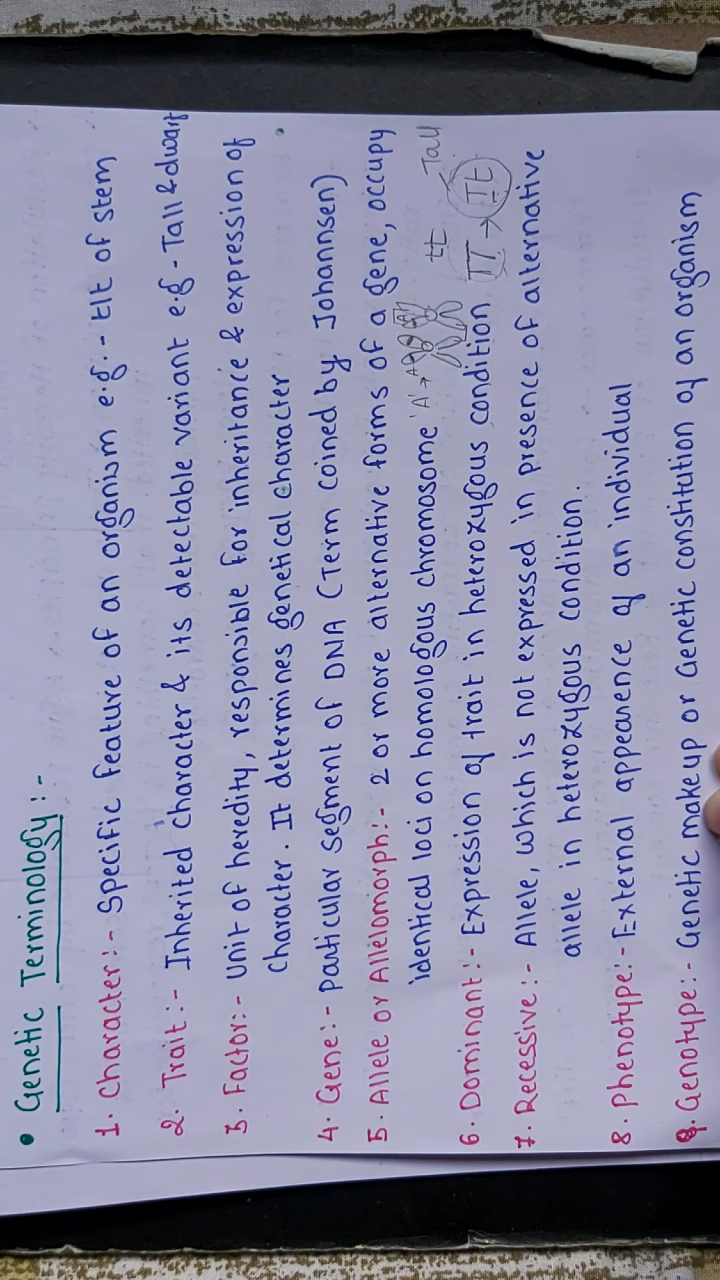 • Genetic Terminology :-
1. Character :- Specific feature of an organism e.g. :- Ht of stem
2. Trait :- Inherited character & its detectable variant e.g - Tall & dwarf
3. Factor :- Unit of heredity, responsible for inheritance & expression of
character. It determines genetical character
4. Gene :- particular segment of DNA (Term coined by Johannsen)
5. Allele or Allelomorph :- 2 or more alternative forms of a gene, occupy
identical loci on homologous chromosome
tt Tall
6. Dominant :- Expression of trait in heterozygous condition
TT → Tt
7. Recessive :- Allele, which is not expressed in presence of alternative
allele in heterozygous condition.
8. Phenotype :- External appearence of an individual
9. Genotype :- Genetic makeup or Genetic constitution of an organism